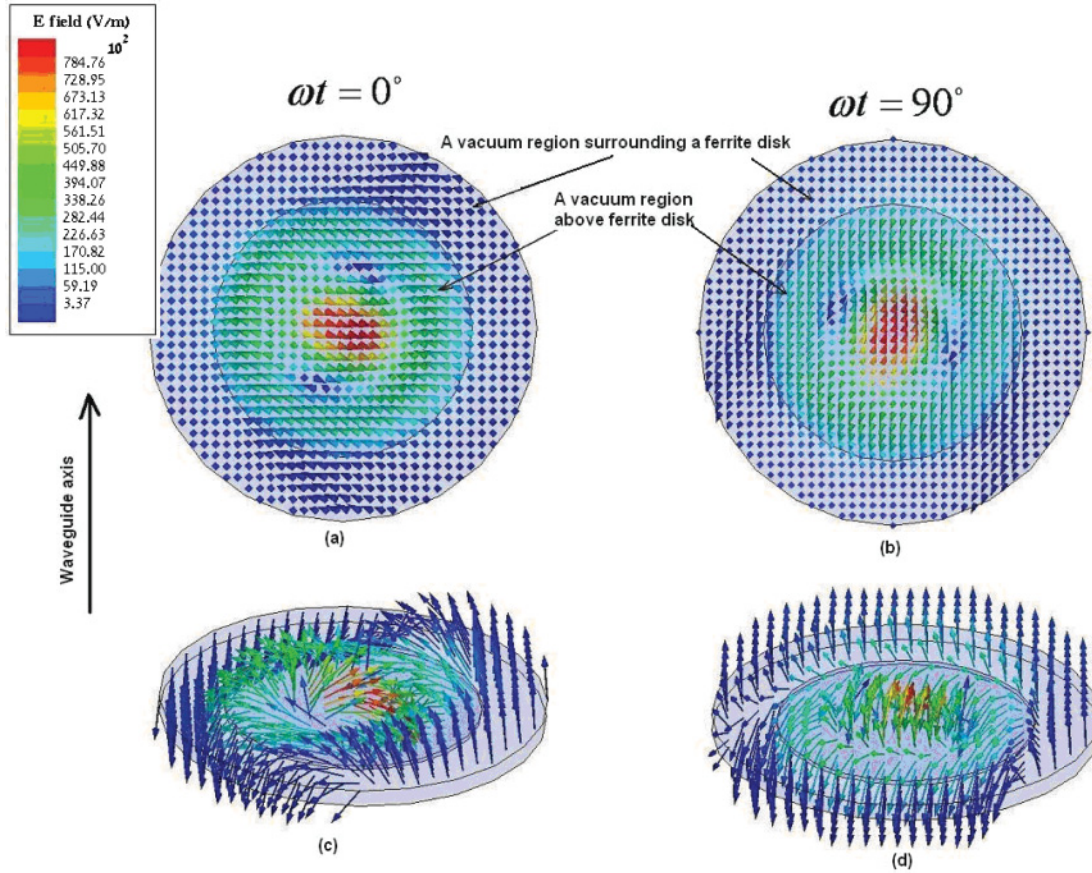 E field (V/m)
10²
784.76
728.95
673.13
617.32
561.51
505.70
449.88
394.07
338.26
282.44
226.63
170.82
115.00
59.19
3.37
ωt = 0°
ωt = 90°
A vacuum region surrounding a ferrite disk
A vacuum region
above ferrite disk
Waveguide axis
(a)
(b)
(c)
(d)